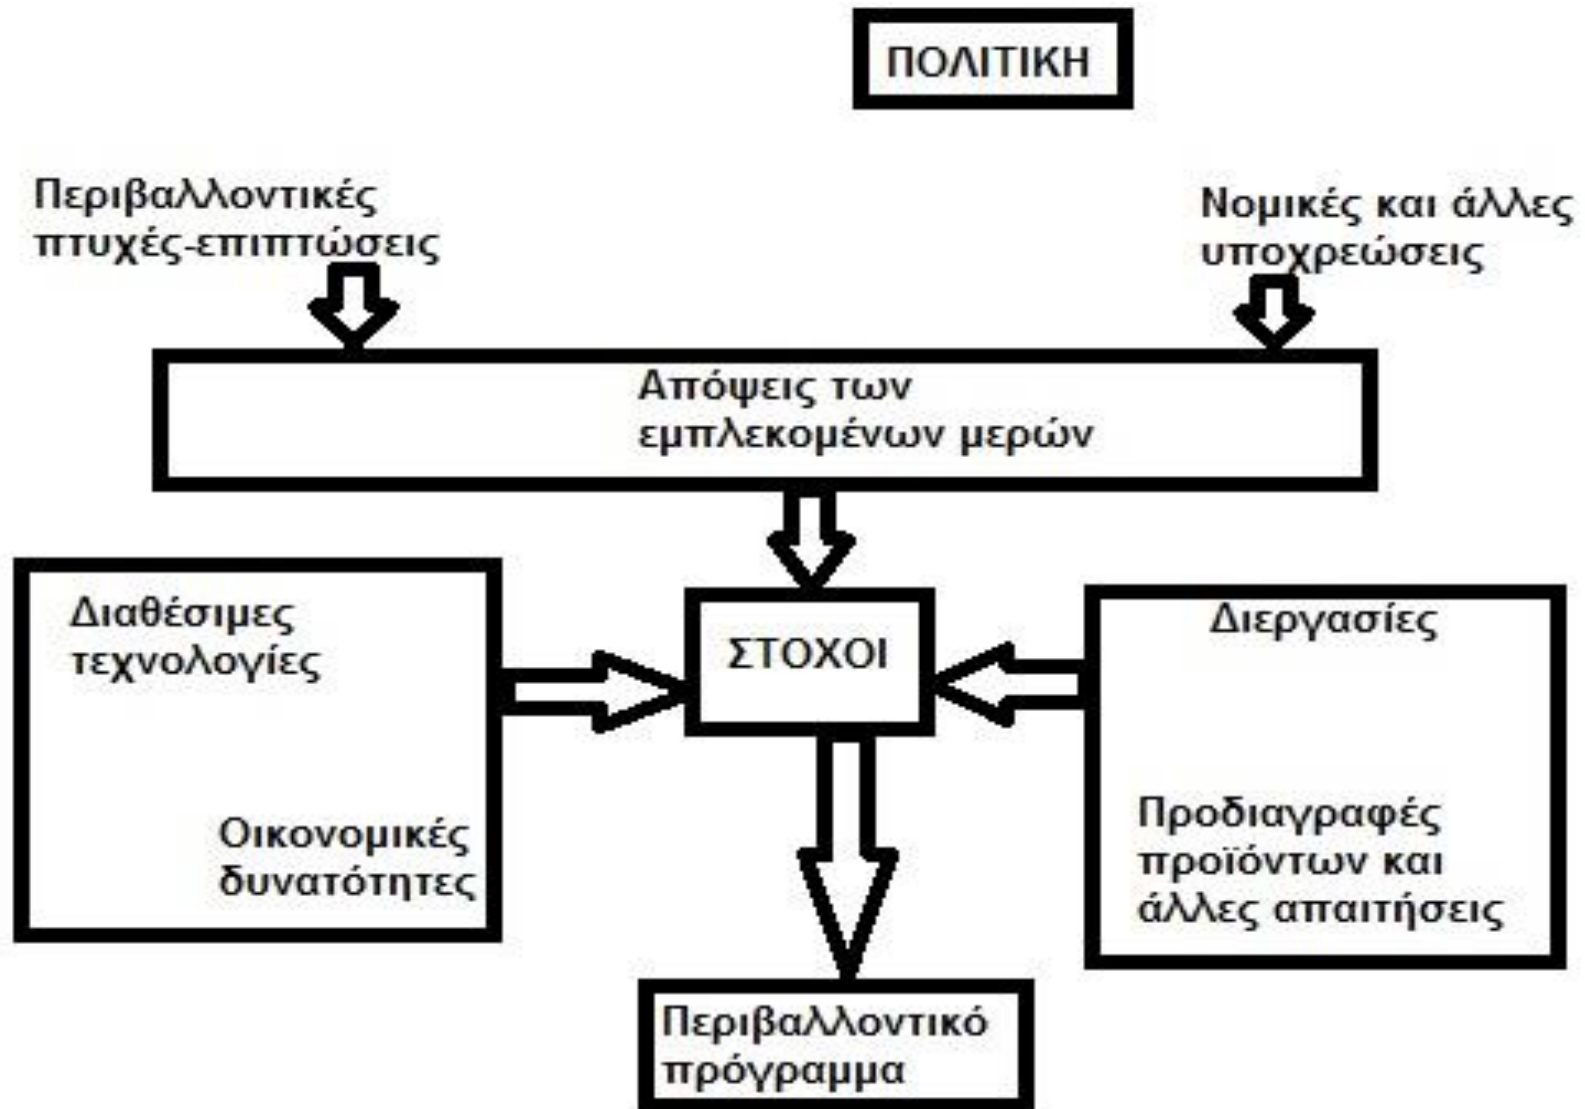 ΠΟΛΙΤΙΚΗ
Περιβαλλοντικές
πτυχές-επιπτώσεις
Νομικές και άλλες
υποχρεώσεις
Απόψεις των
εμπλεκομένων μερών
Διαθέσιμες
τεχνολογίες
Οικονομικές
δυνατότητες
ΣΤΟΧΟΙ
Διεργασίες
Προδιαγραφές
προϊόντων και
άλλες απαιτήσεις
Περιβαλλοντικό
πρόγραμμα